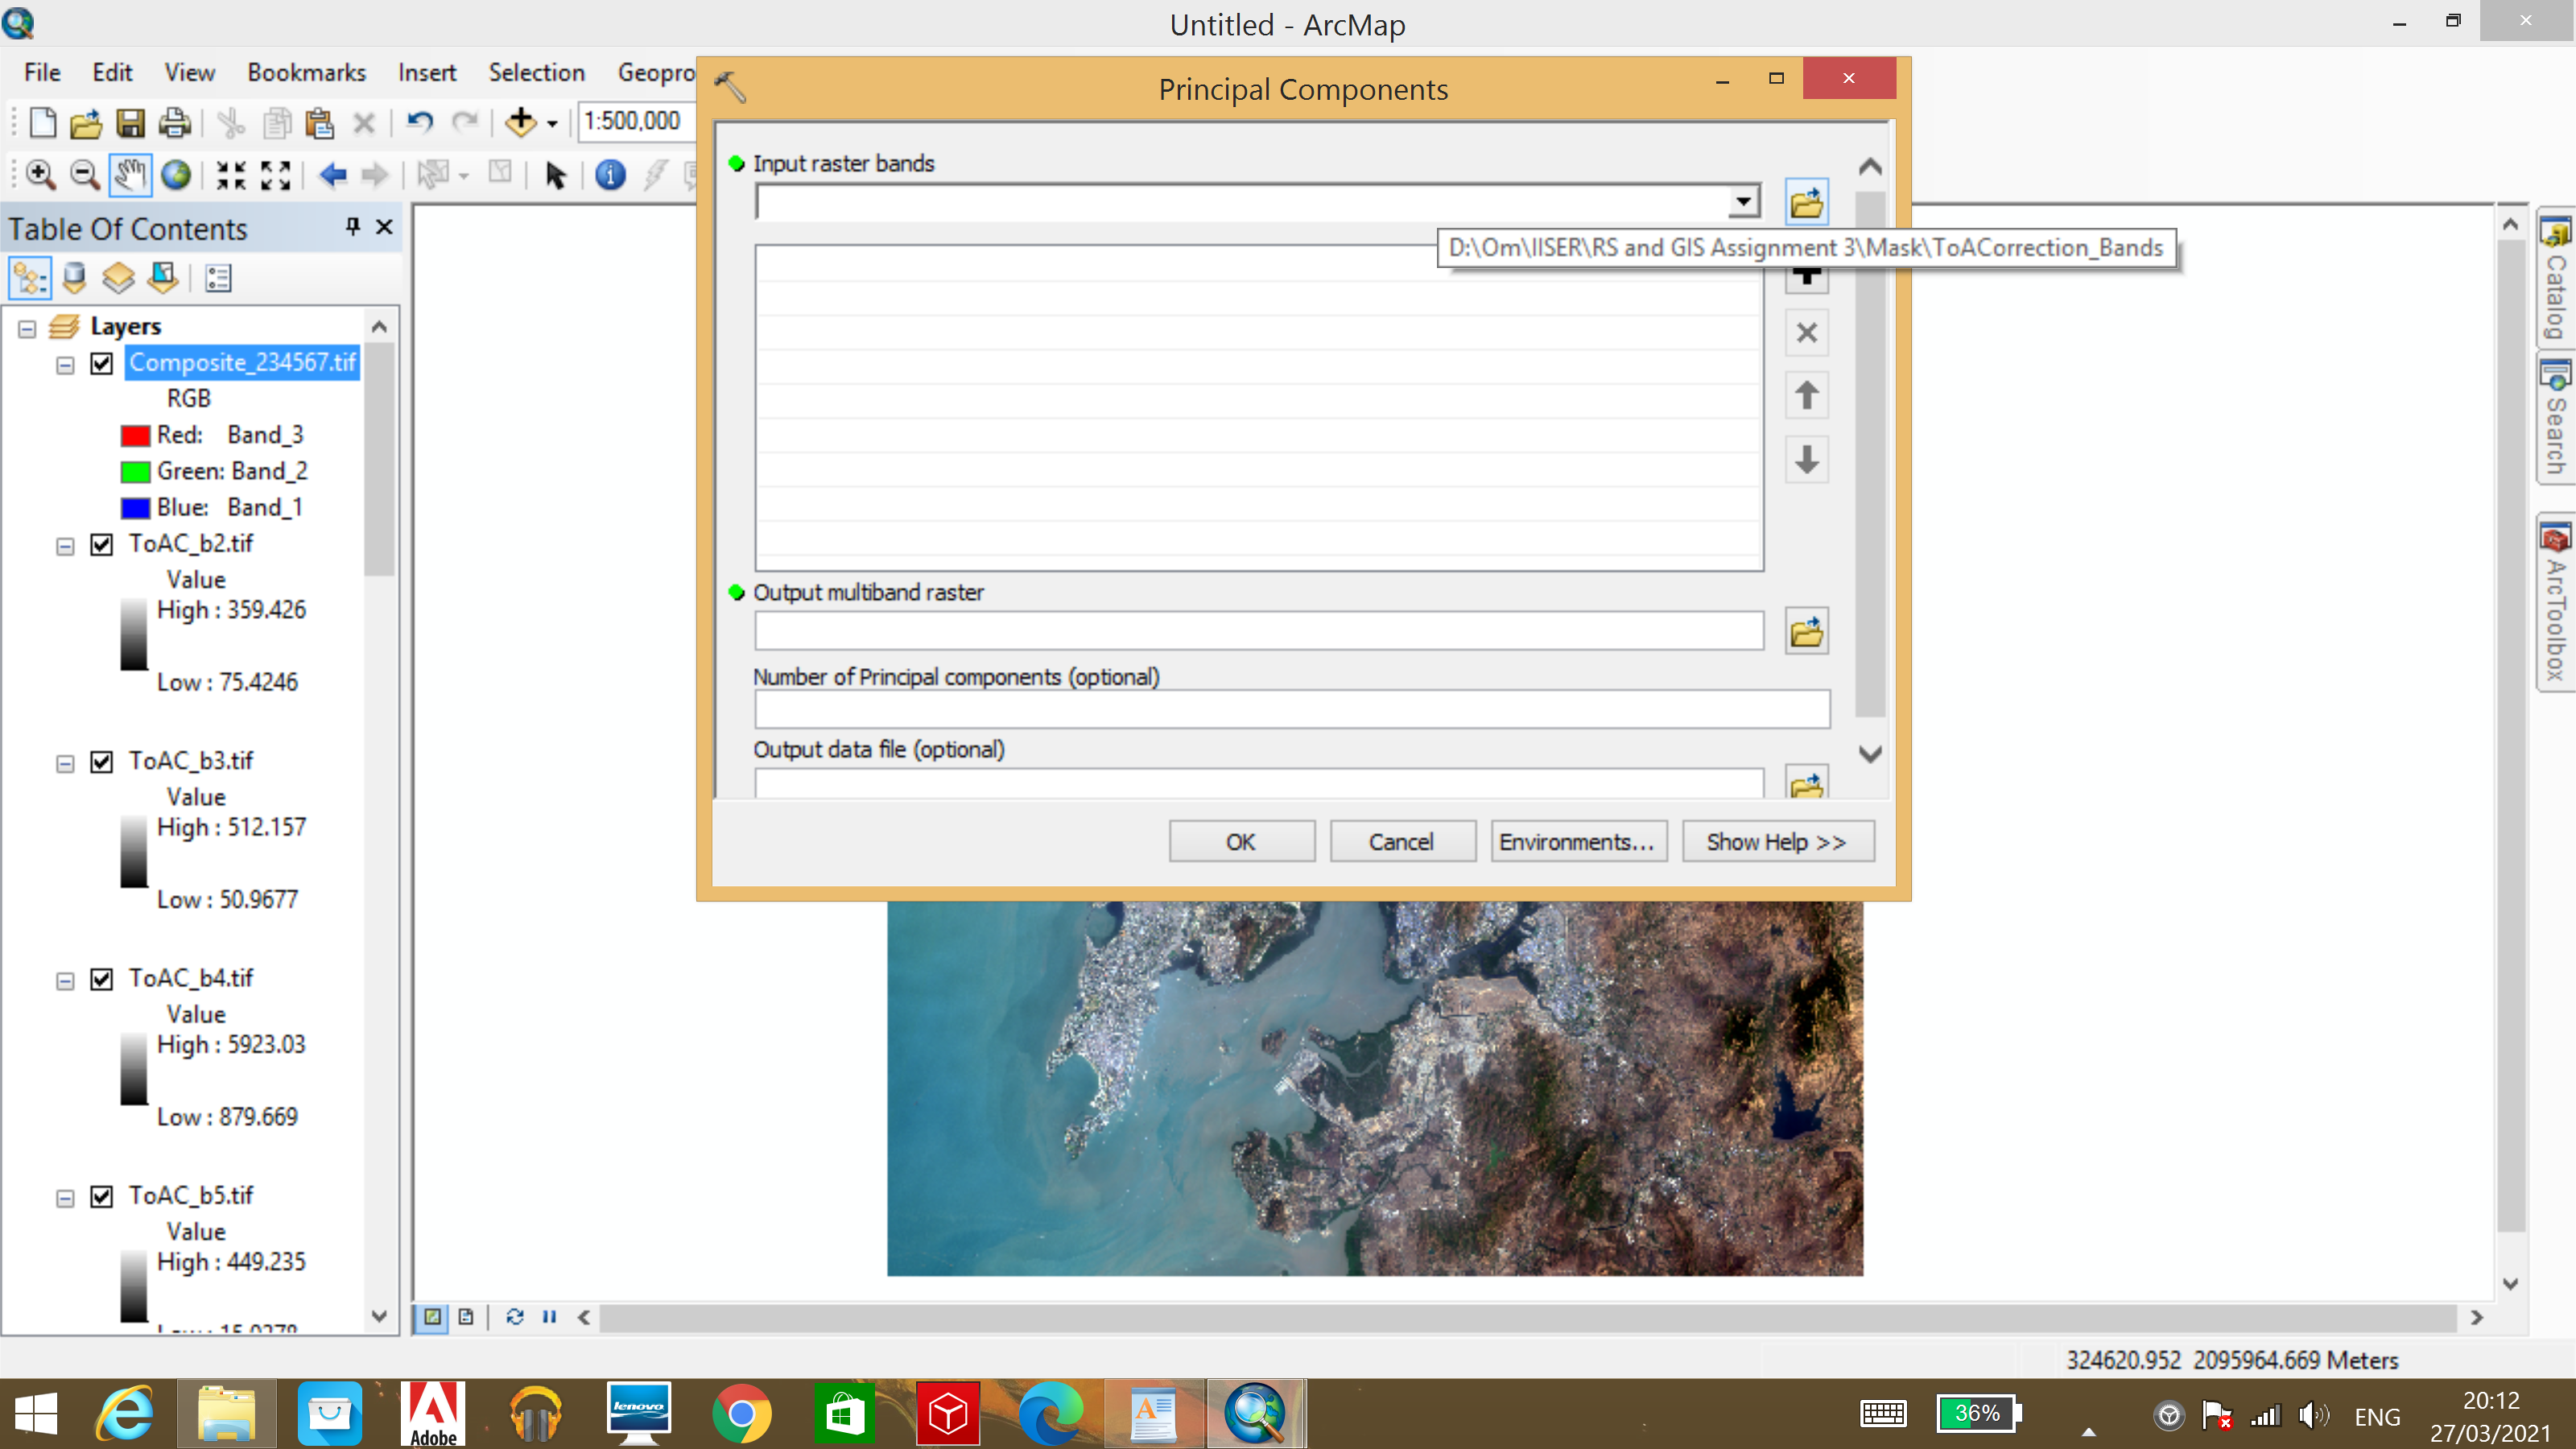 Untitled - ArcMap
File Edit View Bookmarks Insert Selection Geopro
1:500,000
Table Of Contents
Layers
Composite_234567.tif
RGB
Red: Band_3
Green: Band_2
Blue: Band_1
ToAC_b2.tif
Value
High : 359.426
Low : 75.4246
ToAC_b3.tif
Value
High : 512.157
Low : 50.9677
ToAC_b4.tif
Value
High : 5923.03
Low : 879.669
ToAC_b5.tif
Value
High : 449.235
Principal Components
Input raster bands
D:\Om\IISER\RS and GIS Assignment 3\Mask\ToACorrection_Bands
Output multiband raster
Number of Principal components (optional)
Output data file (optional)
OK Cancel Environments... Show Help >>
Catalog
Search
ArcToolbox
324620.952 2095964.669 Meters
Adobe
lenovo
36%
ENG
20:12
27/03/2021